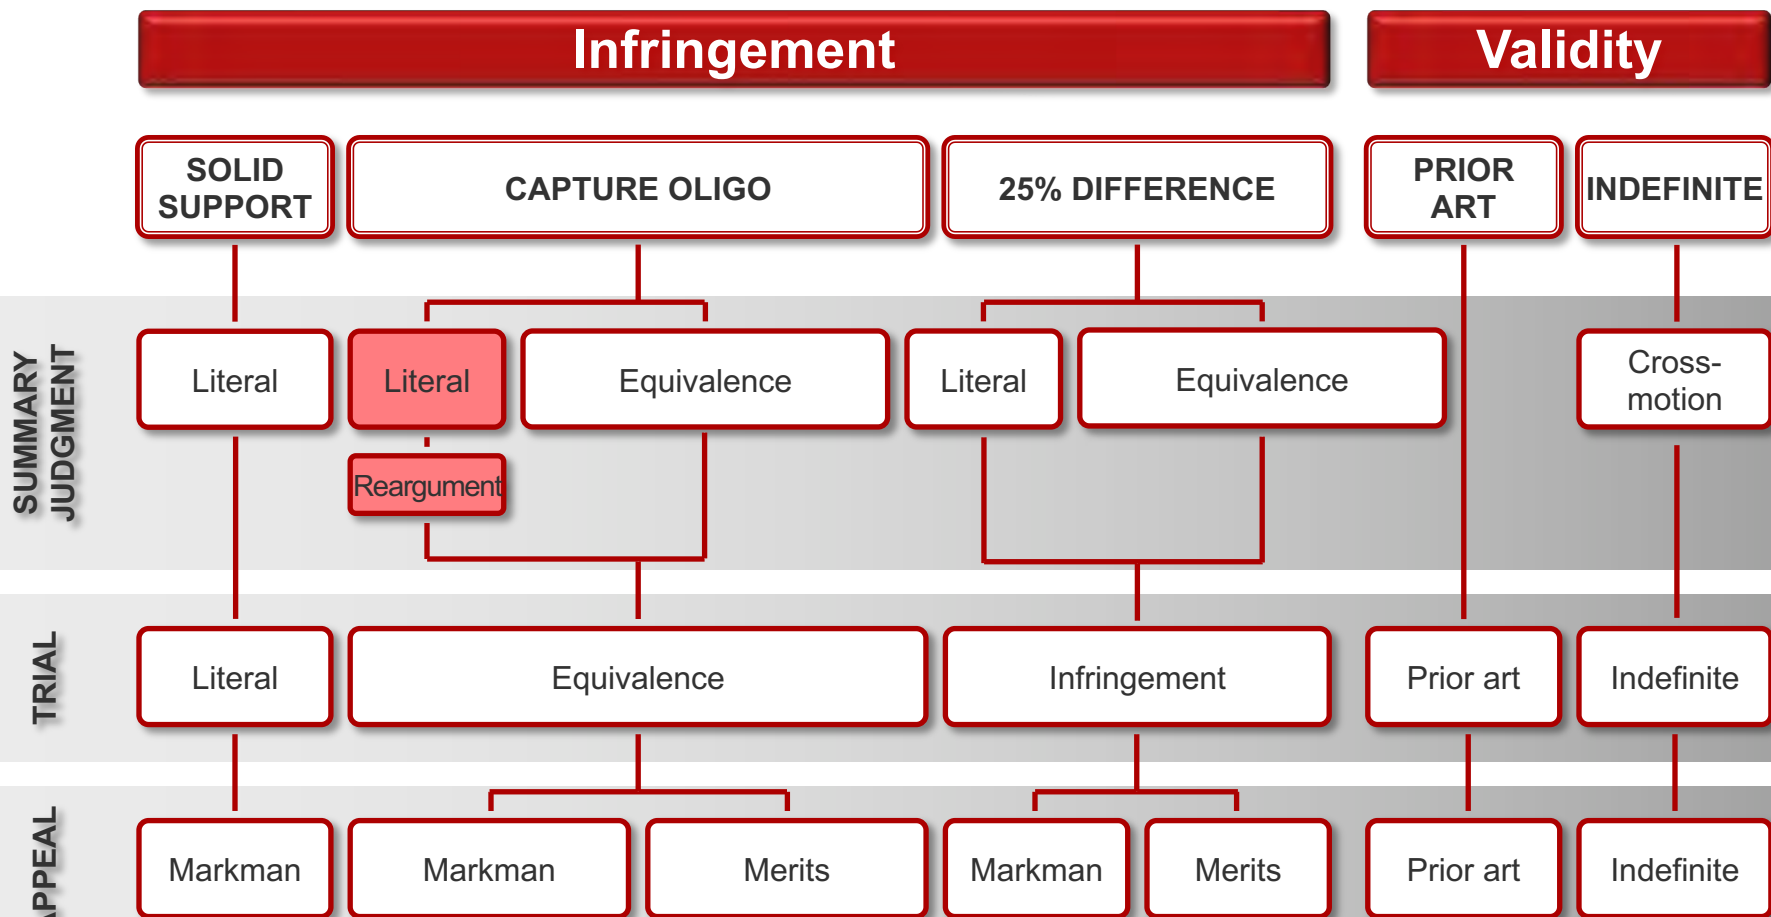 Infringement
Validity
SOLID
SUPPORT
CAPTURE OLIGO
25% DIFFERENCE
PRIOR
ART
INDEFINITE
SUMMARY
JUDGMENT
Literal
Literal
Equivalence
Literal
Equivalence
Cross-
motion
Reargument
TRIAL
Literal
Equivalence
Infringement
Prior art
Indefinite
APPEAL
Markman
Markman
Merits
Markman
Merits
Prior art
Indefinite